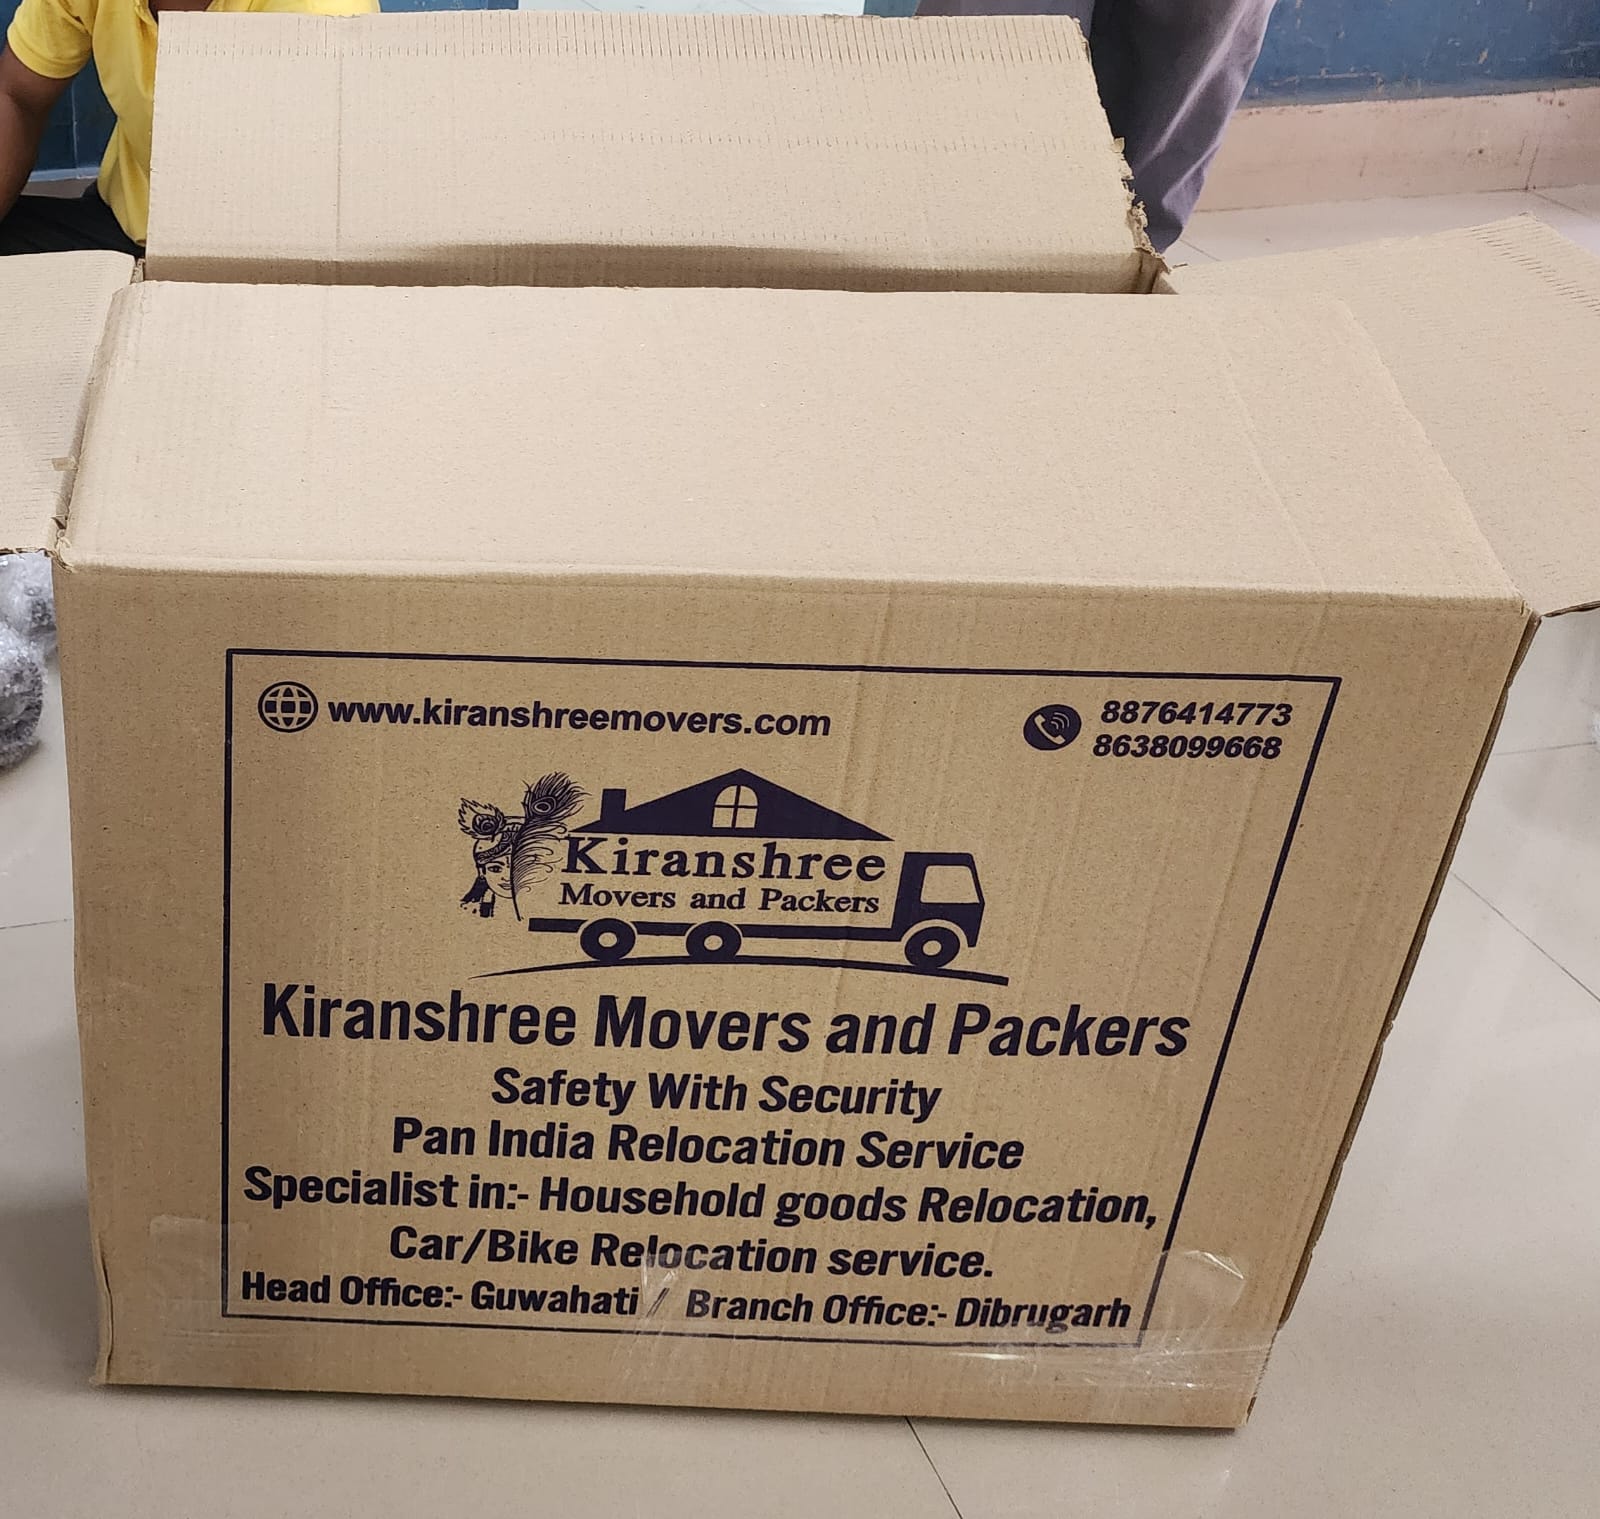 www.kiranshreemovers.com
8876414773
8638099668
Kiranshree
Movers and Packers
Kiranshree Movers and Packers
Safety With Security
Pan India Relocation Service
Specialist in:- Household goods Relocation,
Car/Bike Relocation service.
Head Office:- Guwahati / Branch Office:- Dibrugarh